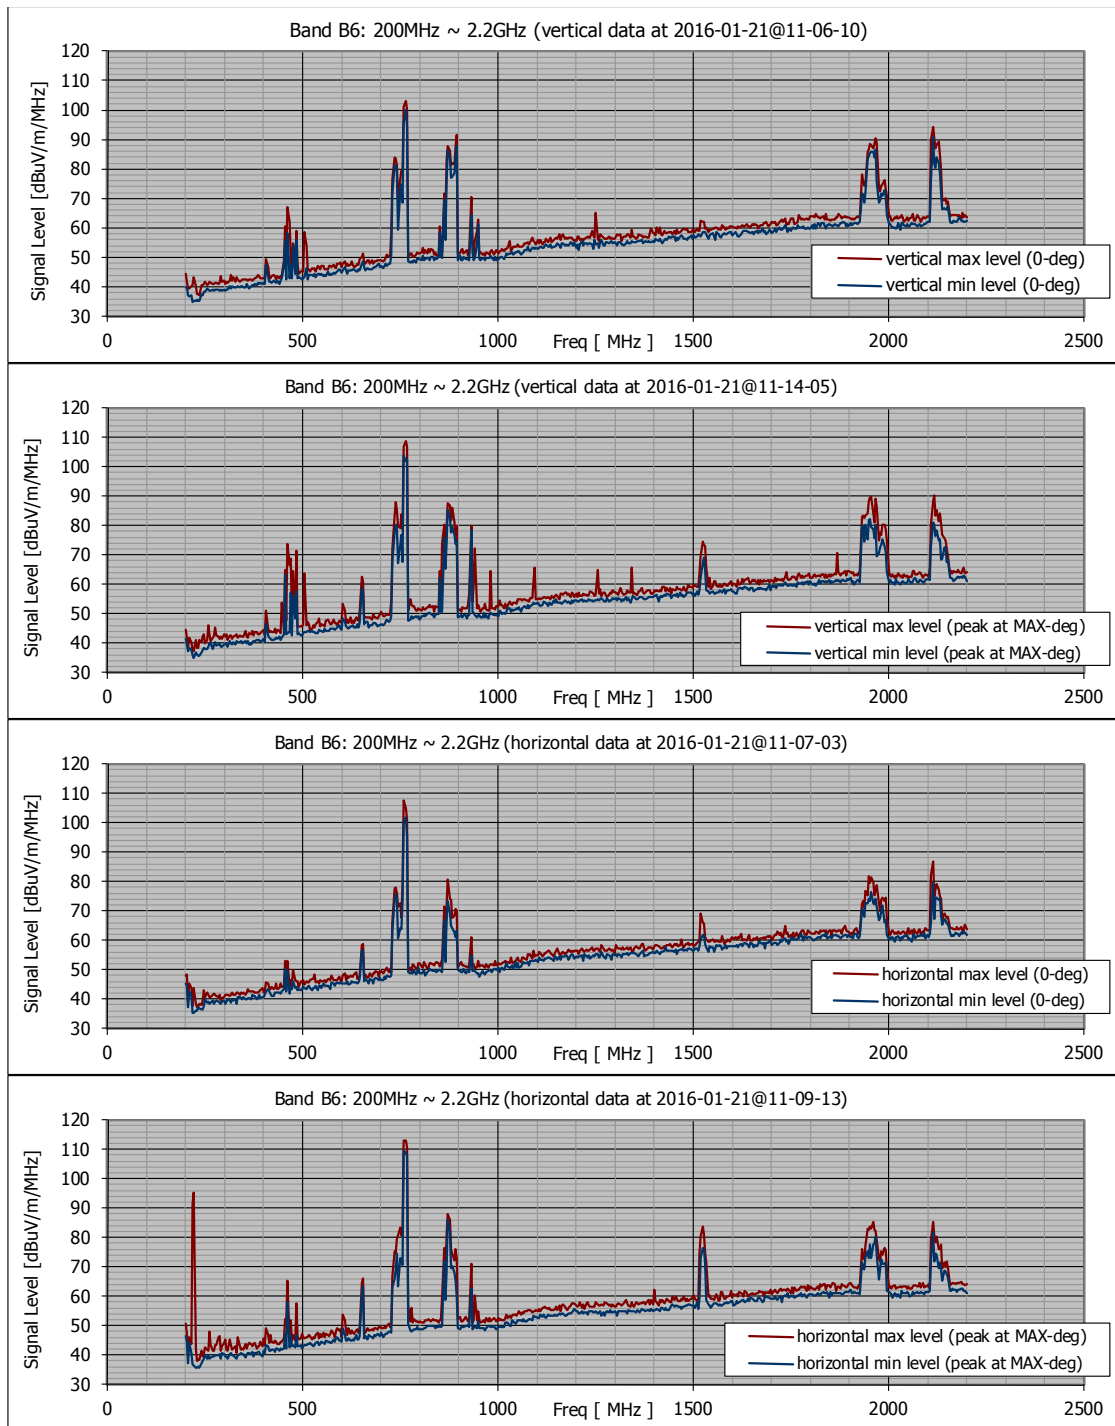 Band B6: 200MHz ~ 2.2GHz (vertical data at 2016-01-21@11-06-10)
Signal Level [dBuV/m/MHz]
120
110
100
90
80
70
60
50
40
30
vertical max level (0-deg)
vertical min level (0-deg)
0 500 1000 1500 2000 2500
Freq [ MHz ]
Band B6: 200MHz ~ 2.2GHz (vertical data at 2016-01-21@11-14-05)
Signal Level [dBuV/m/MHz]
120
110
100
90
80
70
60
50
40
30
vertical max level (peak at MAX-deg)
vertical min level (peak at MAX-deg)
0 500 1000 1500 2000 2500
Freq [ MHz ]
Band B6: 200MHz ~ 2.2GHz (horizontal data at 2016-01-21@11-07-03)
Signal Level [dBuV/m/MHz]
120
110
100
90
80
70
60
50
40
30
horizontal max level (0-deg)
horizontal min level (0-deg)
0 500 1000 1500 2000 2500
Freq [ MHz ]
Band B6: 200MHz ~ 2.2GHz (horizontal data at 2016-01-21@11-09-13)
Signal Level [dBuV/m/MHz]
120
110
100
90
80
70
60
50
40
30
horizontal max level (peak at MAX-deg)
horizontal min level (peak at MAX-deg)
0 500 1000 1500 2000 2500
Freq [ MHz ]